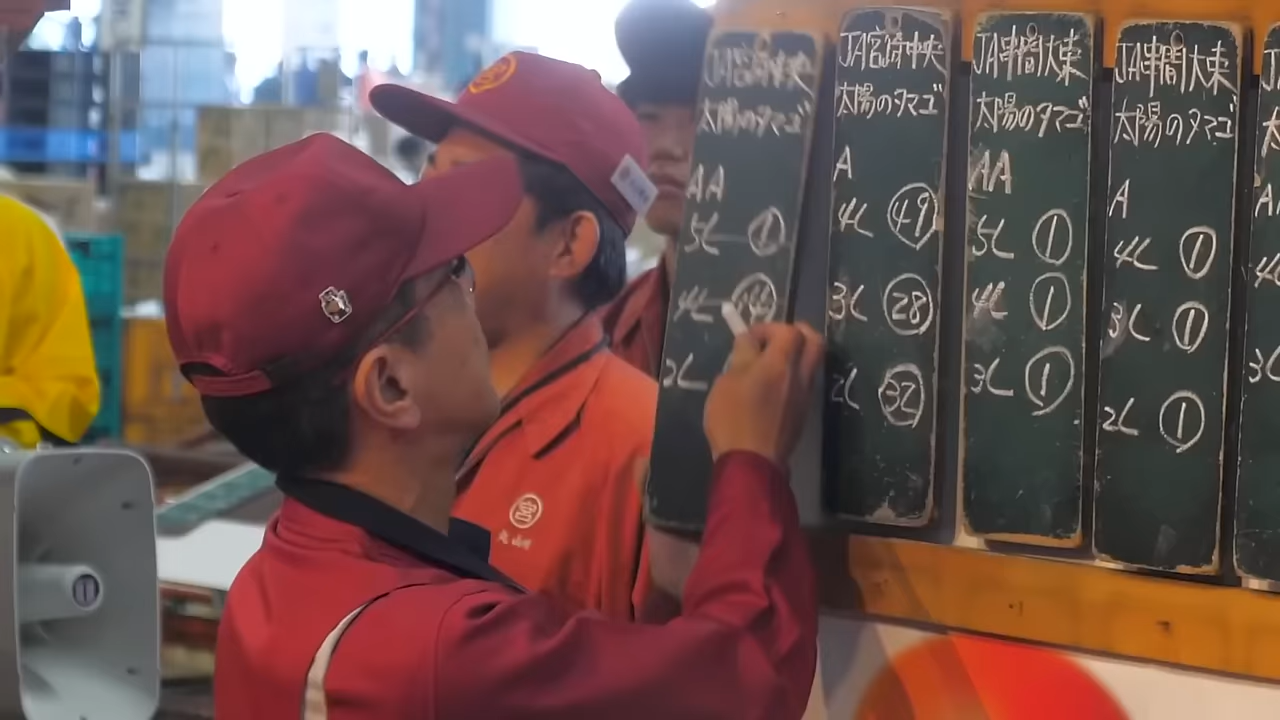 JA宮崎中央
太陽のタマゴ
AA
5L ①
4L
2L
JA宮崎中央
太陽のタマゴ
A
4L ㊾
3L ㉘
2L ㉜
JA串間大束
太陽のタマゴ
AA
5L ①
4L ①
3L ①
JA串間大束
太陽のタマゴ
A
4L ①
3L ①
2L ①
宮